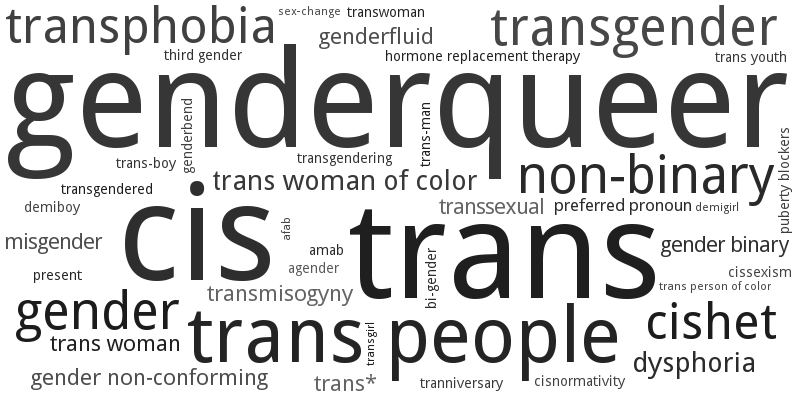 transphobia
sex-change
transwoman
genderfluid
transgender
third gender
hormone replacement therapy
trans youth
genderqueer
genderbend
trans-man
trans-boy
transgendering
non-binary
puberty blockers
transgendered
trans woman of color
demiboy
cis
transsexual
preferred pronoun
demigirl
misgender
afab
trans
amab
gender binary
present
agender
bi-gender
cissexism
trans person of color
transmisogyny
gender
trans people
cishet
trans woman
transgirl
dysphoria
gender non-conforming
trans*
tranniversary
cisnormativity